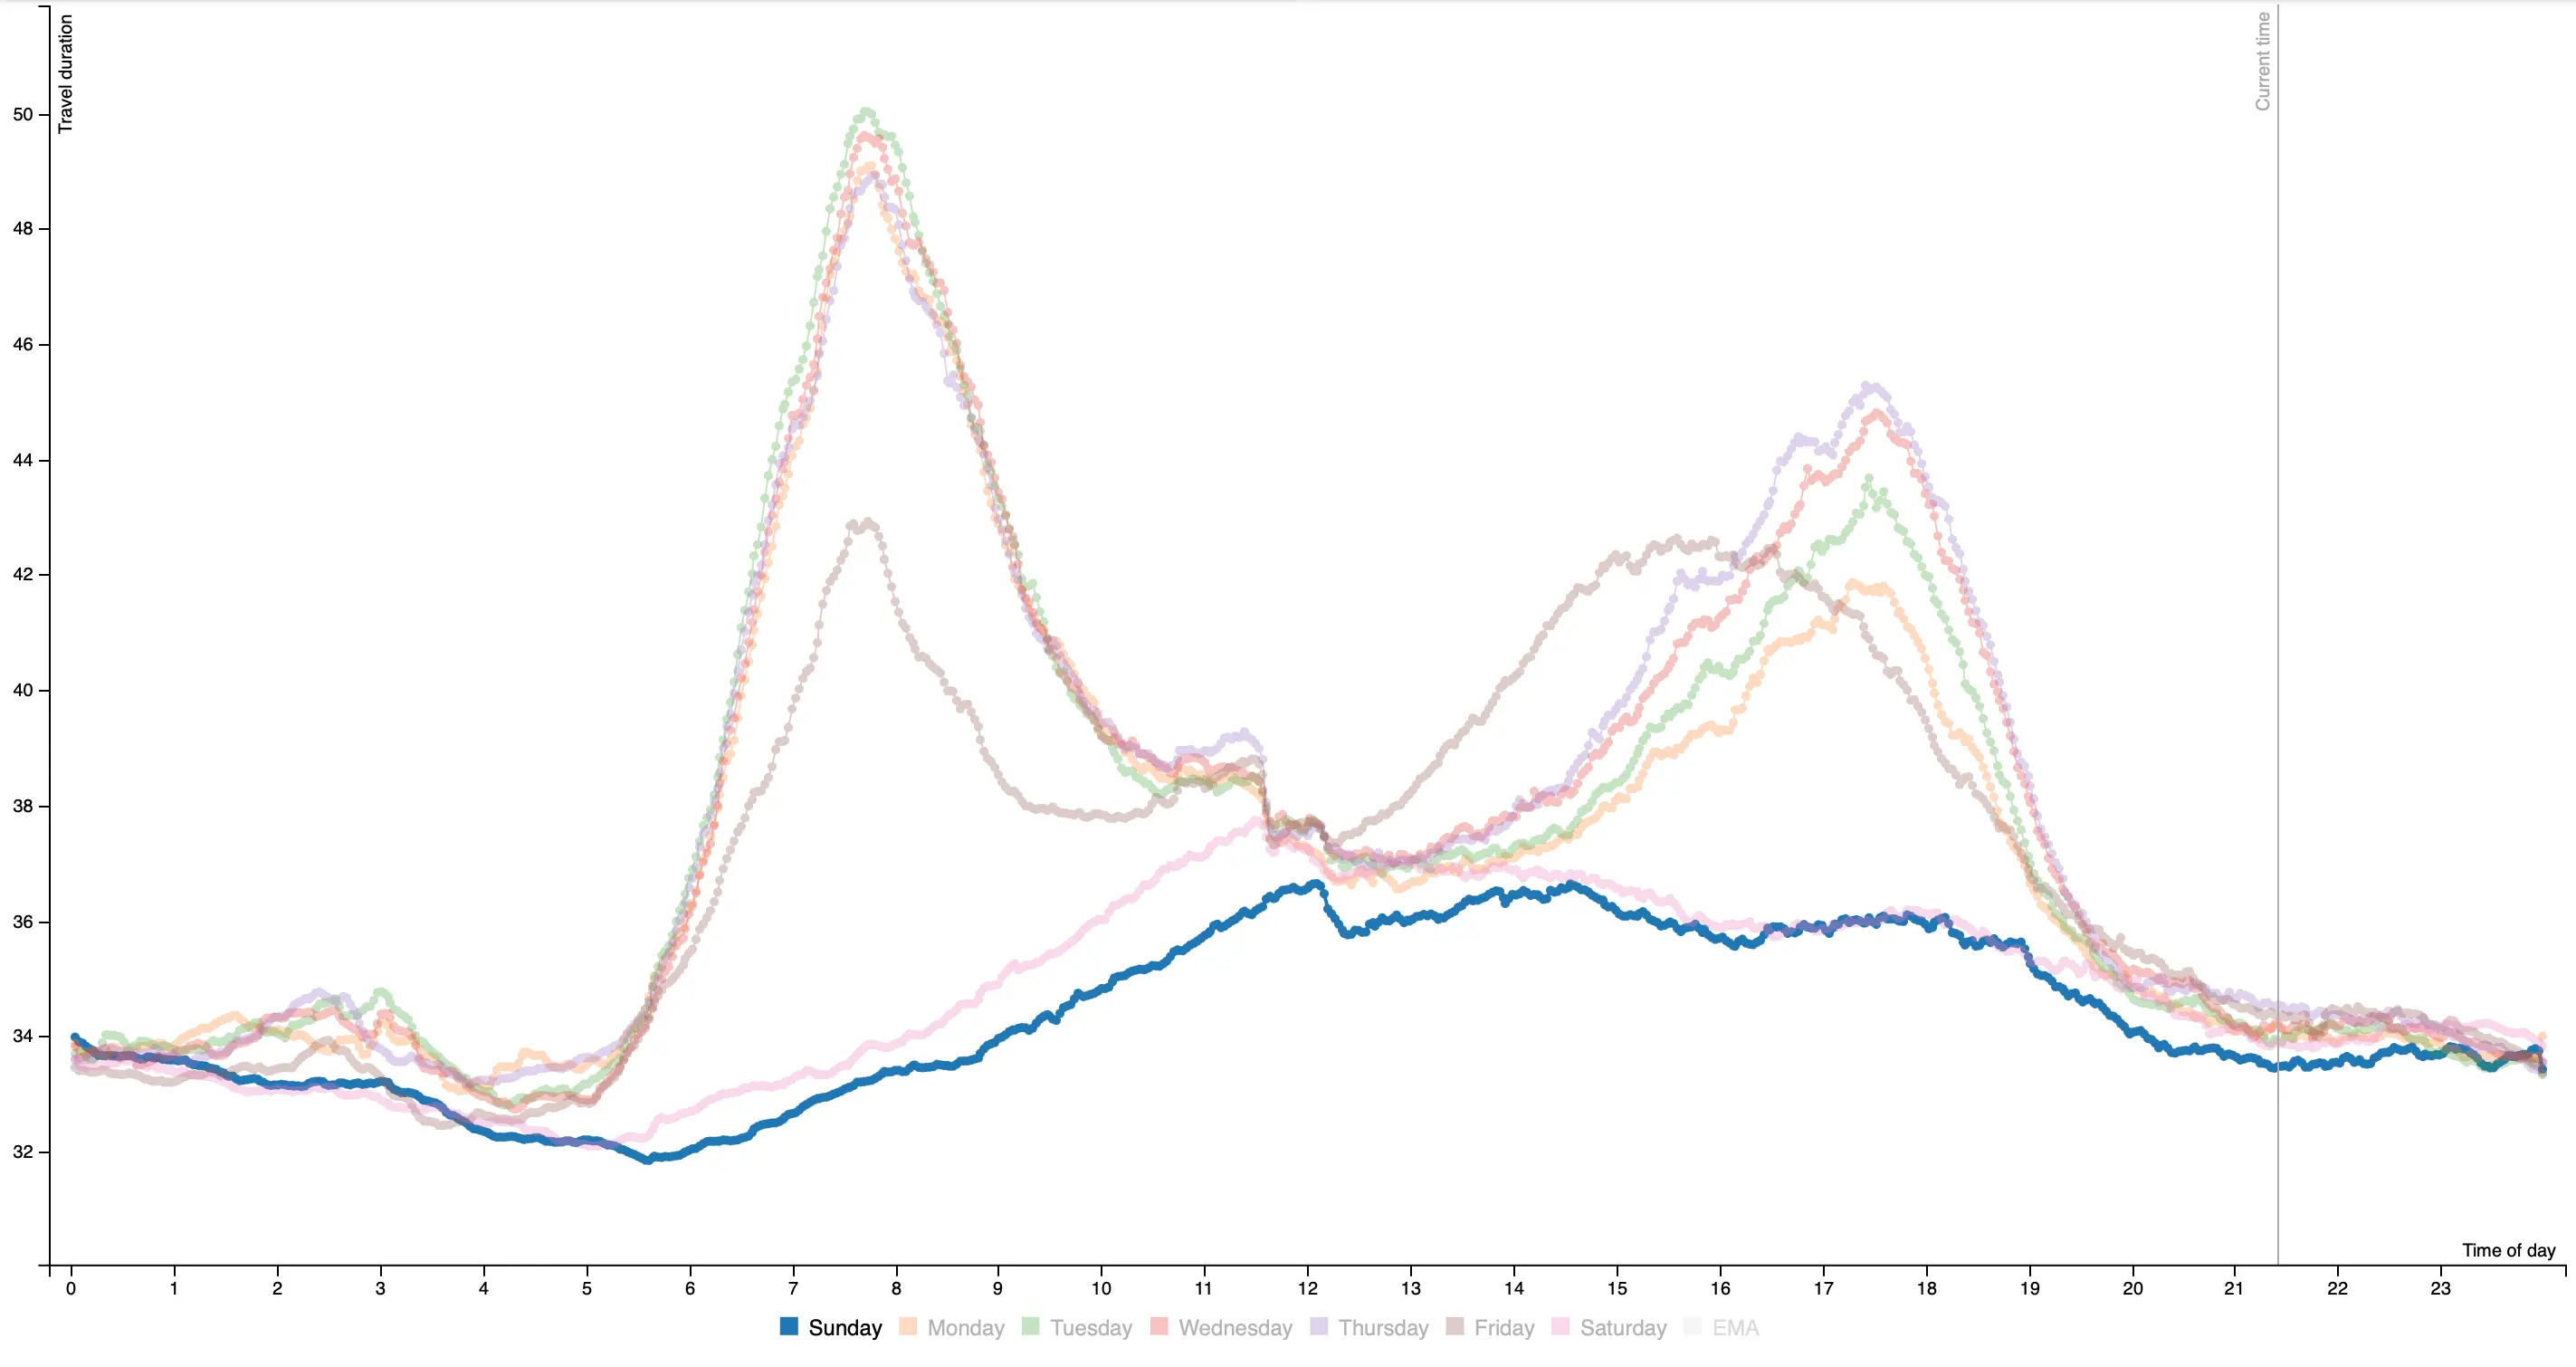 Travel duration
Current time
50
48
46
44
42
40
38
36
34
32
Time of day
0 1 2 3 4 5 6 7 8 9 10 11 12 13 14 15 16 17 18 19 20 21 22 23
Sunday Monday Tuesday Wednesday Thursday Friday Saturday EMA